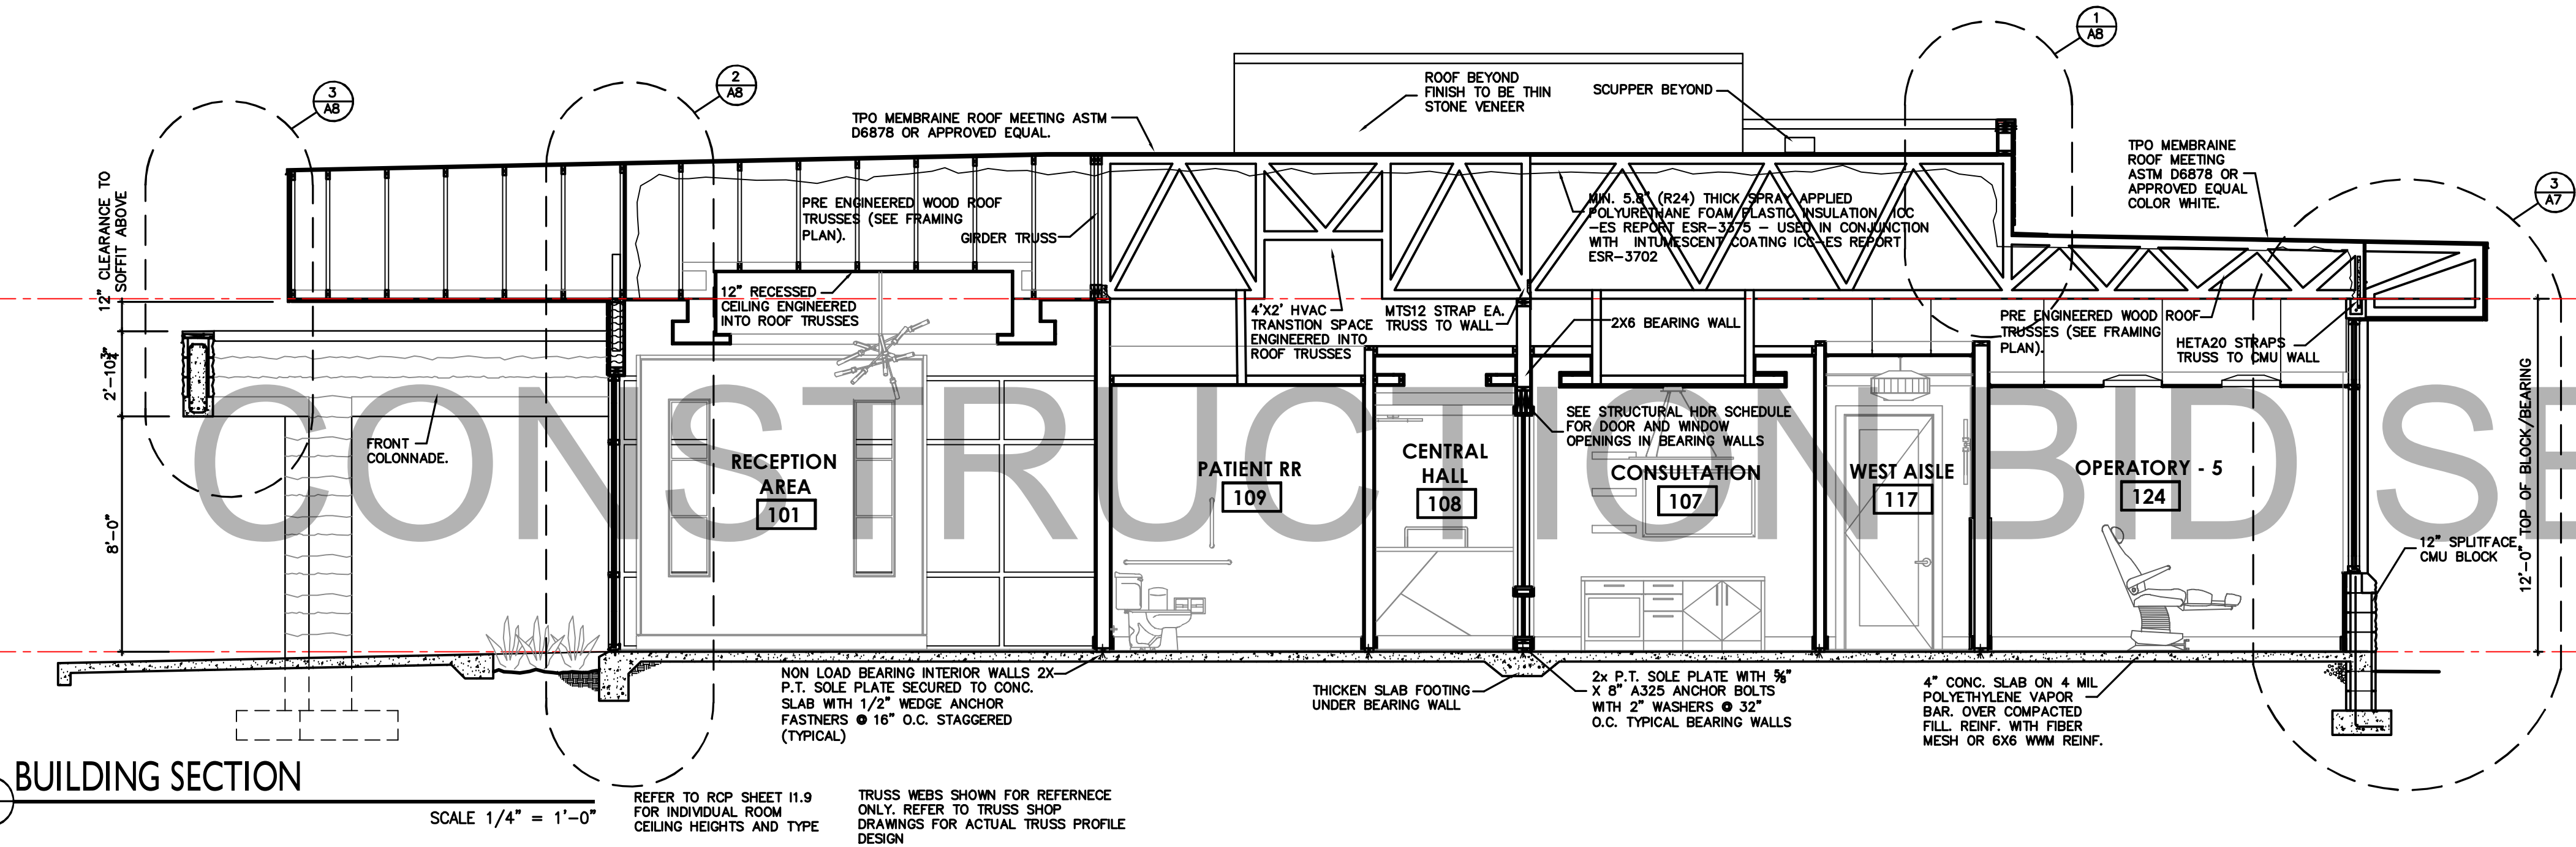 1
A8
2
A8
3
A8
3
A7
ROOF BEYOND
FINISH TO BE THIN
STONE VENEER
SCUPPER BEYOND
TPO MEMBRAINE ROOF MEETING ASTM
D6878 OR APPROVED EQUAL.
TPO MEMBRAINE
ROOF MEETING
ASTM D6878 OR
APPROVED EQUAL
COLOR WHITE.
12" CLEARANCE TO
SOFFIT ABOVE
PRE ENGINEERED WOOD ROOF
TRUSSES (SEE FRAMING
PLAN).
GIRDER TRUSS
MIN. 5.8" (R24) THICK SPRAY APPLIED
POLYURETHANE FOAM PLASTIC INSULATION ICC
-ES REPORT ESR-3375 - USED IN CONJUNCTION
WITH INTUMESCENT COATING ICC-ES REPORT
ESR-3702
12" RECESSED
CEILING ENGINEERED
INTO ROOF TRUSSES
4'X2' HVAC
TRANSTION SPACE
ENGINEERED INTO
ROOF TRUSSES
MTS12 STRAP EA.
TRUSS TO WALL
2X6 BEARING WALL
PRE ENGINEERED WOOD ROOF
TRUSSES (SEE FRAMING
PLAN).
HETA20 STRAPS
TRUSS TO CMU WALL
2'-10¾"
8'-0"
12'-0" TOP OF BLOCK/BEARING
FRONT
COLONNADE.
SEE STRUCTURAL HDR SCHEDULE
FOR DOOR AND WINDOW
OPENINGS IN BEARING WALLS
CONSTRUCTION BID SE
RECEPTION
AREA
101
PATIENT RR
109
CENTRAL
HALL
108
CONSULTATION
107
WEST AISLE
117
OPERATORY - 5
124
12" SPLITFACE
CMU BLOCK
NON LOAD BEARING INTERIOR WALLS 2X
P.T. SOLE PLATE SECURED TO CONC.
SLAB WITH 1/2" WEDGE ANCHOR
FASTNERS @ 16" O.C. STAGGERED
(TYPICAL)
THICKEN SLAB FOOTING
UNDER BEARING WALL
2x P.T. SOLE PLATE WITH ⅝"
X 8" A325 ANCHOR BOLTS
WITH 2" WASHERS @ 32"
O.C. TYPICAL BEARING WALLS
4" CONC. SLAB ON 4 MIL
POLYETHYLENE VAPOR
BAR. OVER COMPACTED
FILL. REINF. WITH FIBER
MESH OR 6X6 WWM REINF.
BUILDING SECTION
SCALE 1/4" = 1'-0"
REFER TO RCP SHEET I1.9
FOR INDIVIDUAL ROOM
CEILING HEIGHTS AND TYPE
TRUSS WEBS SHOWN FOR REFERNECE
ONLY. REFER TO TRUSS SHOP
DRAWINGS FOR ACTUAL TRUSS PROFILE
DESIGN